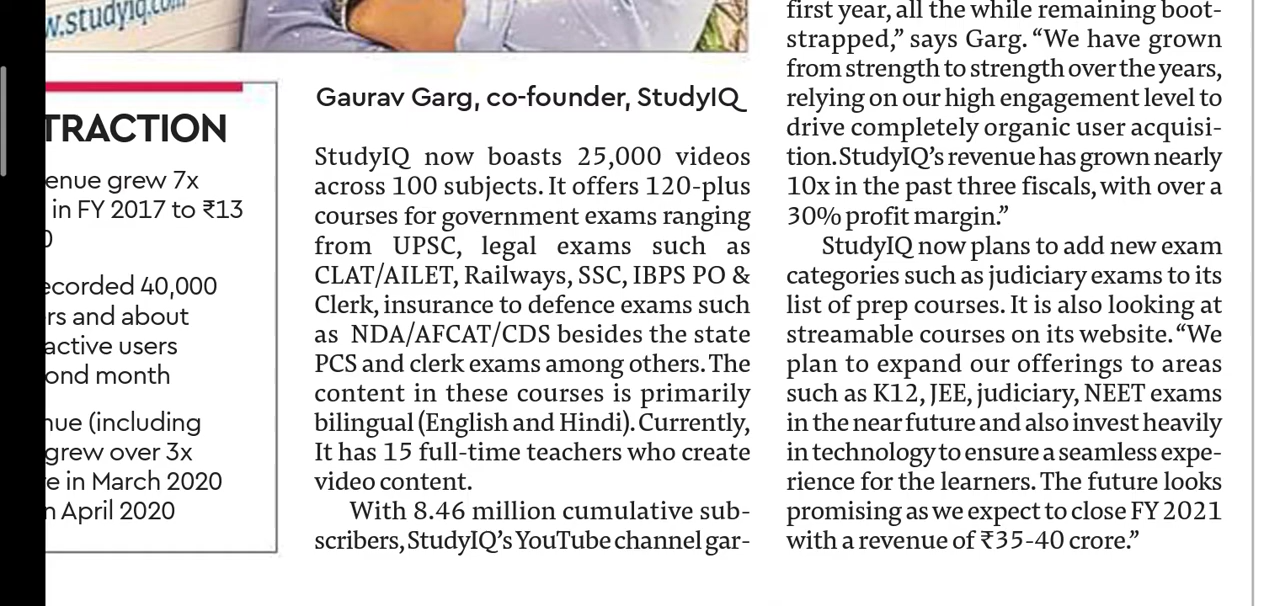 w.studyiq.com
TRACTION
enue grew 7x
in FY 2017 to ₹13
0
ecorded 40,000
rs and about
active users
ond month
nue (including
grew over 3x
e in March 2020
n April 2020
Gaurav Garg, co-founder, StudyIQ
StudyIQ now boasts 25,000 videos
across 100 subjects. It offers 120-plus
courses for government exams ranging
from UPSC, legal exams such as
CLAT/AILET, Railways, SSC, IBPS PO &
Clerk, insurance to defence exams such
as NDA/AFCAT/CDS besides the state
PCS and clerk exams among others. The
content in these courses is primarily
bilingual (English and Hindi). Currently,
It has 15 full-time teachers who create
video content.
With 8.46 million cumulative sub-
scribers, StudyIQ's YouTube channel gar-
first year, all the while remaining boot-
strapped,” says Garg. “We have grown
from strength to strength over the years,
relying on our high engagement level to
drive completely organic user acquisi-
tion. StudyIQ's revenue has grown nearly
10x in the past three fiscals, with over a
30% profit margin.”
StudyIQ now plans to add new exam
categories such as judiciary exams to its
list of prep courses. It is also looking at
streamable courses on its website. “We
plan to expand our offerings to areas
such as K12, JEE, judiciary, NEET exams
in the near future and also invest heavily
in technology to ensure a seamless expe-
rience for the learners. The future looks
promising as we expect to close FY 2021
with a revenue of ₹35-40 crore.”